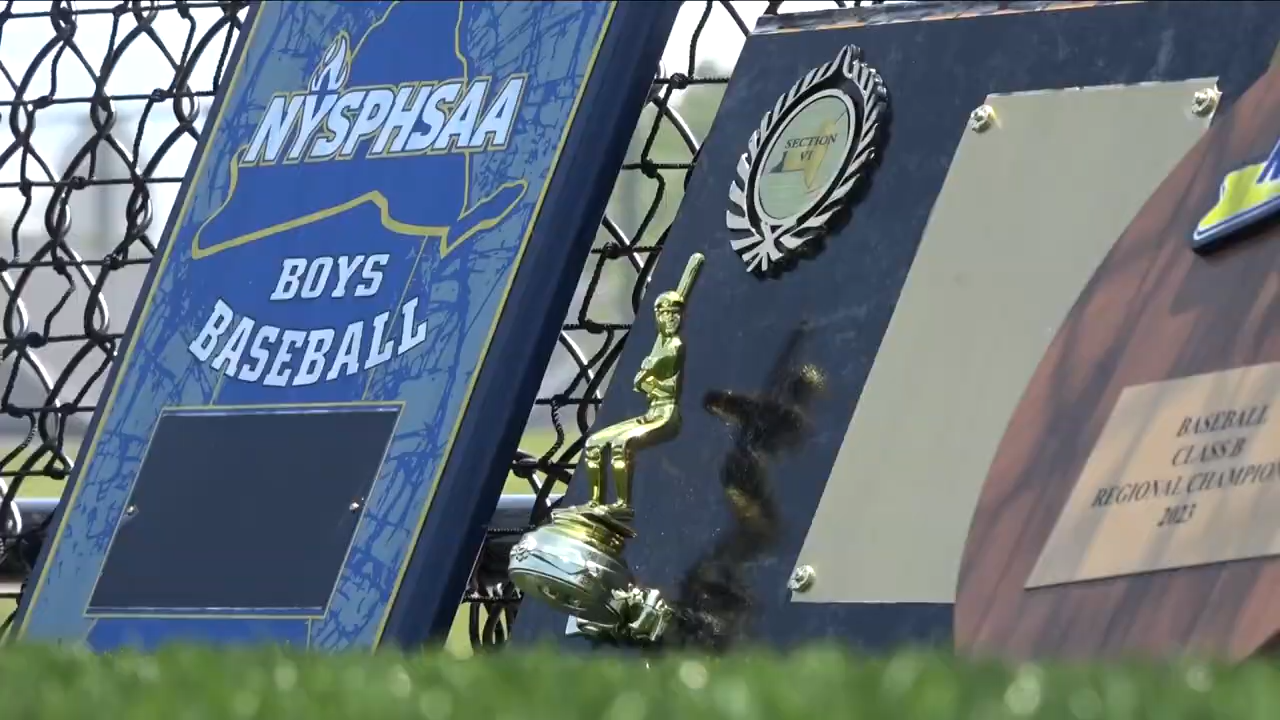 NYSPHSAA
BOYS
BASEBALL
SECTION
VI
BASEBALL
CLASS B
REGIONAL CHAMPION
2023